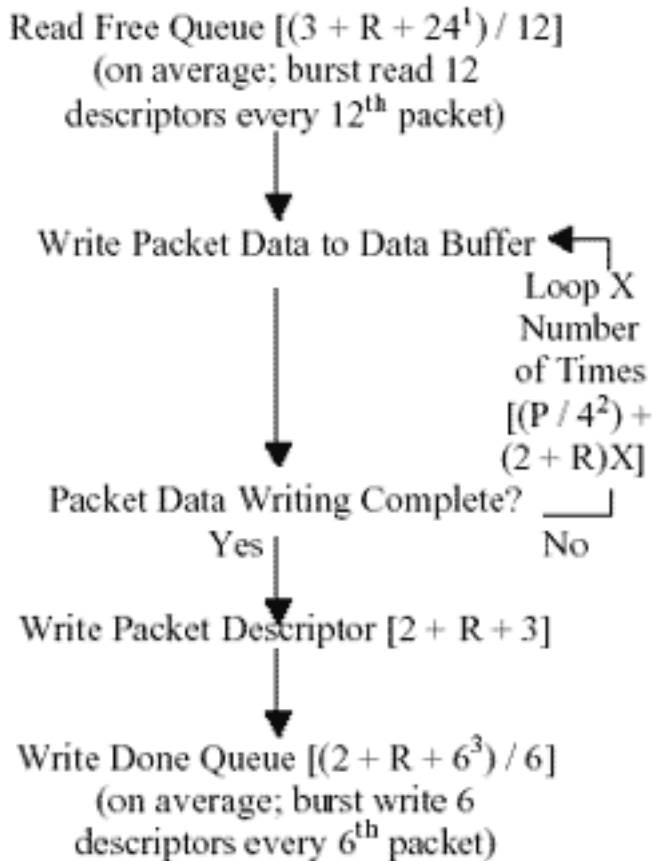 Read Free Queue [(3 + R + 24¹) / 12]
(on average; burst read 12
descriptors every 12ᵗʰ packet)
Write Packet Data to Data Buffer
Loop X
Number
of Times
[(P / 4²) +
(2 + R)X]
Packet Data Writing Complete?
Yes
No
Write Packet Descriptor [2 + R + 3]
Write Done Queue [(2 + R + 6³) / 6]
(on average; burst write 6
descriptors every 6ᵗʰ packet)